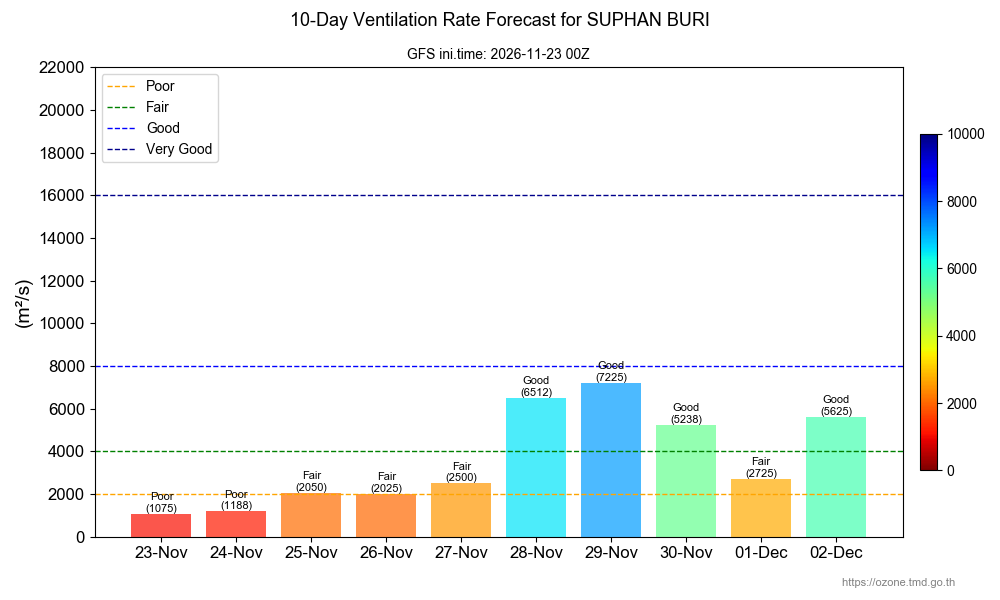 10-Day Ventilation Rate Forecast for SUPHAN BURI
GFS ini.time: 2026-11-23 00Z
(m²/s)
22000
20000
18000
16000
14000
12000
10000
8000
6000
4000
2000
0
Poor
Fair
Good
Very Good
Poor
(1075)
Poor
(1188)
Fair
(2050)
Fair
(2025)
Fair
(2500)
Good
(6512)
Good
(7225)
Good
(5238)
Fair
(2725)
Good
(5625)
23-Nov
24-Nov
25-Nov
26-Nov
27-Nov
28-Nov
29-Nov
30-Nov
01-Dec
02-Dec
10000
8000
6000
4000
2000
0
https://ozone.tmd.go.th